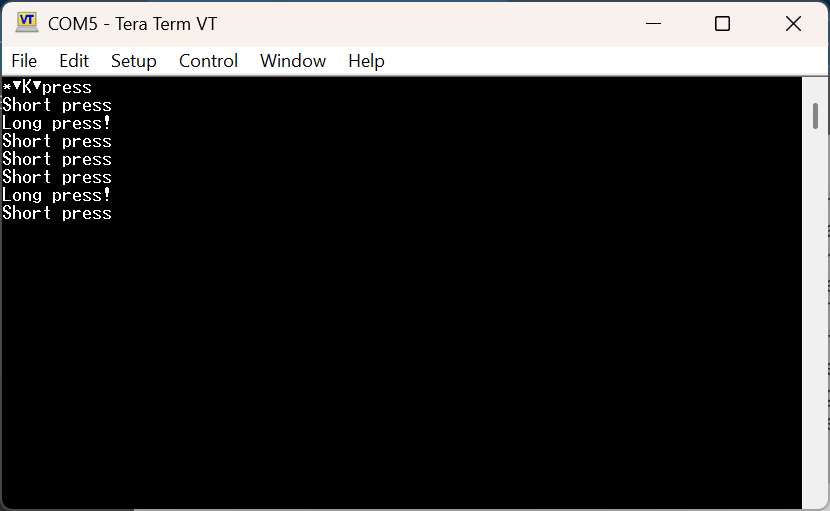 COM5 - Tera Term VT
File Edit Setup Control Window Help
*▼K▼press
Short press
Long press!
Short press
Short press
Short press
Long press!
Short press